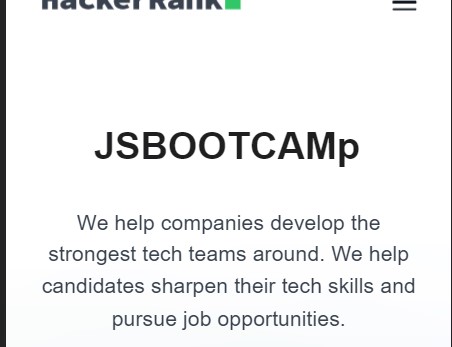 HackerRank
JSBOOTCAMp
We help companies develop the
strongest tech teams around. We help
candidates sharpen their tech skills and
pursue job opportunities.